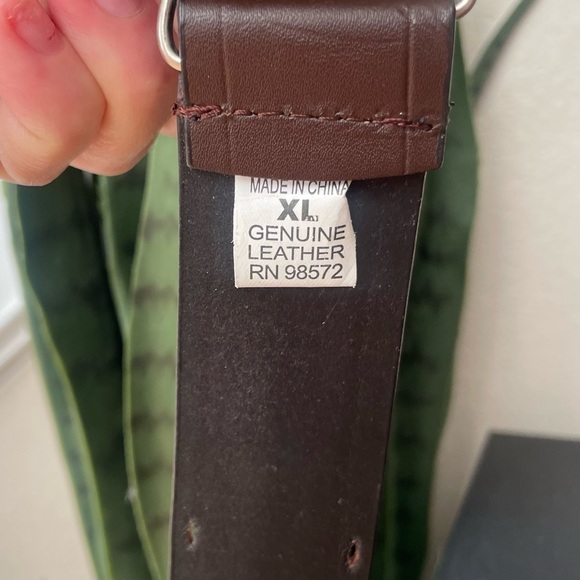 MADE IN CHINA
XL
GENUINE
LEATHER
RN 98572